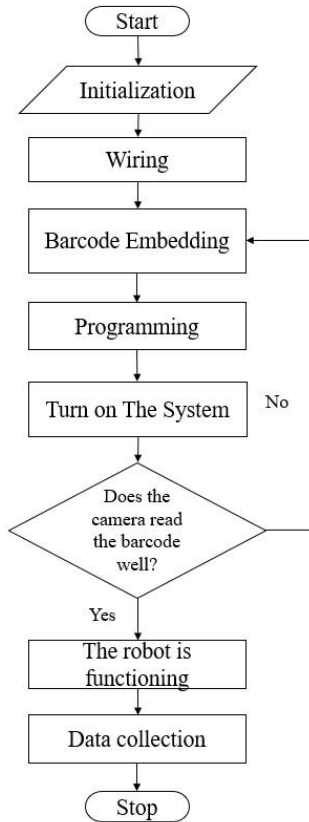 Start
Initialization
Wiring
Barcode Embedding
Programming
Turn on The System
No
Does the
camera read
the barcode
well?
Yes
The robot is
functioning
Data collection
Stop